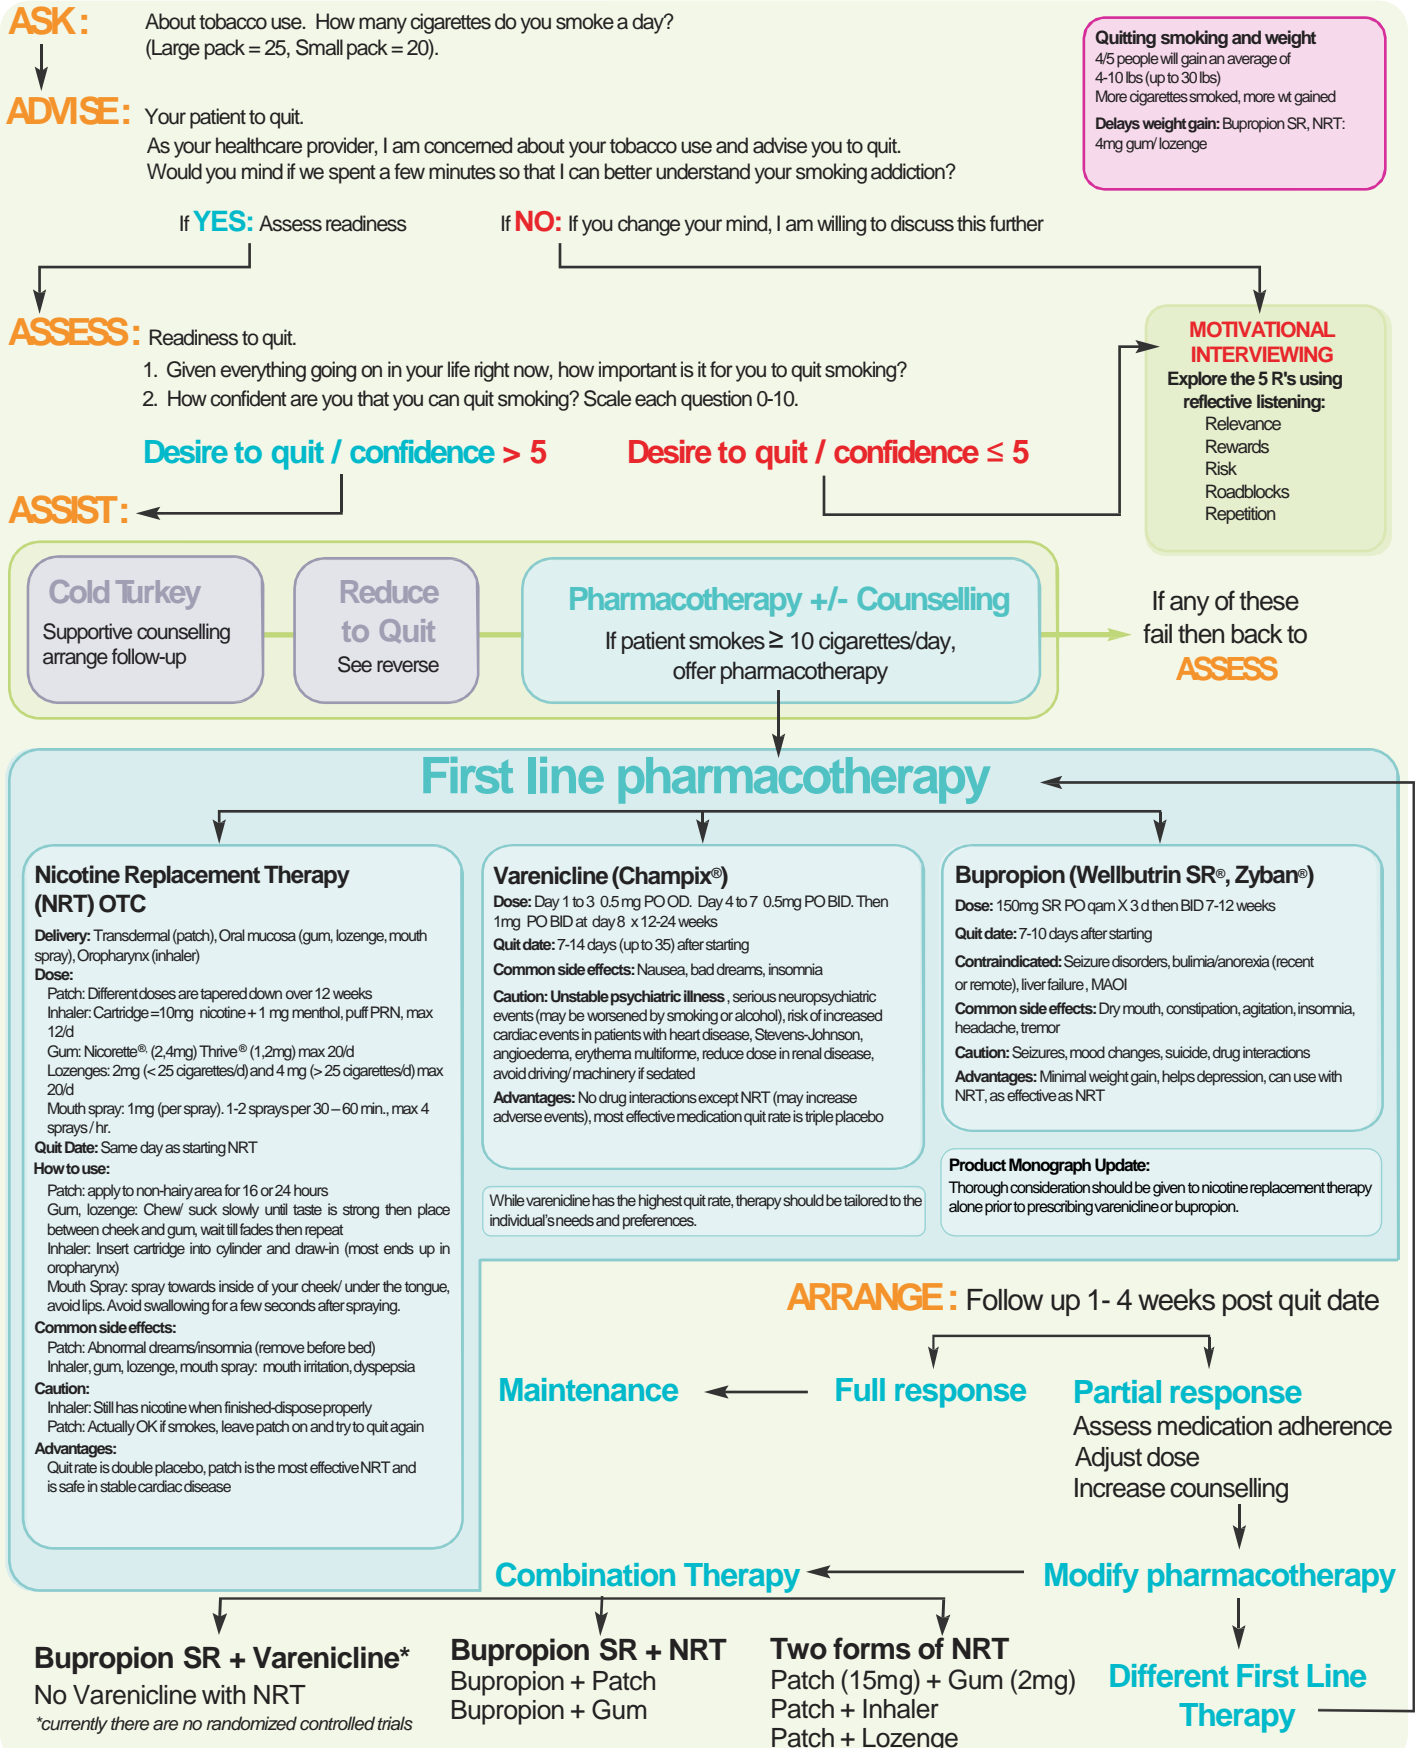 ASK: About tobacco use. How many cigarettes do you smoke a day?
(Large pack = 25, Small pack = 20).
Quitting smoking and weight
4/5 people will gain an average of
4-10 lbs (up to 30 lbs)
More cigarettes smoked, more wt gained
Delays weight gain: Bupropion SR, NRT:
4mg gum/ lozenge
ADVISE: Your patient to quit.
As your healthcare provider, I am concerned about your tobacco use and advise you to quit.
Would you mind if we spent a few minutes so that I can better understand your smoking addiction?
If YES: Assess readiness
If NO: If you change your mind, I am willing to discuss this further
ASSESS: Readiness to quit.
1. Given everything going on in your life right now, how important is it for you to quit smoking?
2. How confident are you that you can quit smoking? Scale each question 0-10.
Desire to quit / confidence > 5
Desire to quit / confidence ≤ 5
MOTIVATIONAL
INTERVIEWING
Explore the 5 R's using
reflective listening:
Relevance
Rewards
Risk
Roadblocks
Repetition
ASSIST:
Cold Turkey
Supportive counselling
arrange follow-up
Reduce
to Quit
See reverse
Pharmacotherapy +/- Counselling
If patient smokes ≥ 10 cigarettes/day,
offer pharmacotherapy
If any of these
fail then back to
ASSESS
First line pharmacotherapy
Nicotine Replacement Therapy
(NRT) OTC
Delivery: Transdermal (patch), Oral mucosa (gum, lozenge, mouth
spray), Oropharynx (inhaler)
Dose:
Patch: Different doses are tapered down over 12 weeks
Inhaler: Cartridge =10mg nicotine + 1 mg menthol, puff PRN, max
12/d
Gum: Nicorette®. (2,4mg) Thrive® (1,2mg) max 20/d
Lozenges: 2mg (< 25 cigarettes/d) and 4 mg (> 25 cigarettes/d) max
20/d
Mouth spray: 1mg (per spray). 1-2 sprays per 30 – 60 min., max 4
sprays / hr.
Quit Date: Same day as starting NRT
How to use:
Patch: apply to non-hairy area for 16 or 24 hours
Gum, lozenge: Chew/ suck slowly until taste is strong then place
between cheek and gum, wait till fades then repeat
Inhaler: Insert cartridge into cylinder and draw-in (most ends up in
oropharynx)
Mouth Spray: spray towards inside of your cheek/ under the tongue,
avoid lips. Avoid swallowing for a few seconds after spraying.
Common side effects:
Patch: Abnormal dreams/insomnia (remove before bed)
Inhaler, gum, lozenge, mouth spray: mouth irritation, dyspepsia
Caution:
Inhaler: Still has nicotine when finished-dispose properly
Patch: Actually OK if smokes, leave patch on and try to quit again
Advantages:
Quit rate is double placebo, patch is the most effective NRT and
is safe in stable cardiac disease
Varenicline (Champix®)
Dose: Day 1 to 3 0.5 mg PO OD. Day 4 to 7 0.5mg PO BID. Then
1mg PO BID at day 8 x 12-24 weeks
Quit date: 7-14 days (up to 35) after starting
Common side effects: Nausea, bad dreams, insomnia
Caution: Unstable psychiatric illness , serious neuropsychiatric
events (may be worsened by smoking or alcohol), risk of increased
cardiac events in patients with heart disease, Stevens-Johnson,
angioedema, erythema multiforme, reduce dose in renal disease,
avoid driving/ machinery if sedated
Advantages: No drug interactions except NRT (may increase
adverse events), most effective medication quit rate is triple placebo
While varenicline has the highest quit rate, therapy should be tailored to the
individual's needs and preferences.
Bupropion (Wellbutrin SR®, Zyban®)
Dose: 150mg SR PO qam X 3 d then BID 7-12 weeks
Quit date: 7-10 days after starting
Contraindicated: Seizure disorders, bulimia/anorexia (recent
or remote), liver failure , MAOI
Common side effects: Dry mouth, constipation, agitation, insomnia,
headache, tremor
Caution: Seizures, mood changes, suicide, drug interactions
Advantages: Minimal weight gain, helps depression, can use with
NRT, as effective as NRT
Product Monograph Update:
Thorough consideration should be given to nicotine replacement therapy
alone prior to prescribing varenicline or bupropion.
ARRANGE: Follow up 1- 4 weeks post quit date
Maintenance
Full response
Partial response
Assess medication adherence
Adjust dose
Increase counselling
Combination Therapy
Modify pharmacotherapy
Bupropion SR + Varenicline*
No Varenicline with NRT
*currently there are no randomized controlled trials
Bupropion SR + NRT
Bupropion + Patch
Bupropion + Gum
Two forms of NRT
Patch (15mg) + Gum (2mg)
Patch + Inhaler
Patch + Lozenge
Different First Line
Therapy